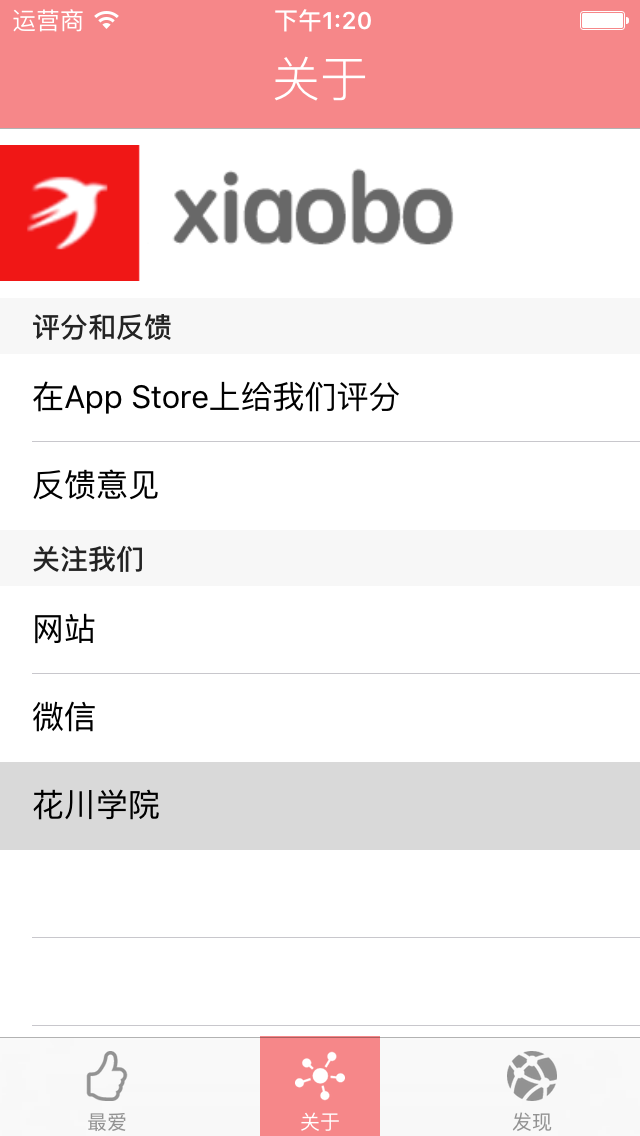 运营商 下午1:20
关于
xiaobo
评分和反馈
在App Store上给我们评分
反馈意见
关注我们
网站
微信
花川学院
最爱 关于 发现